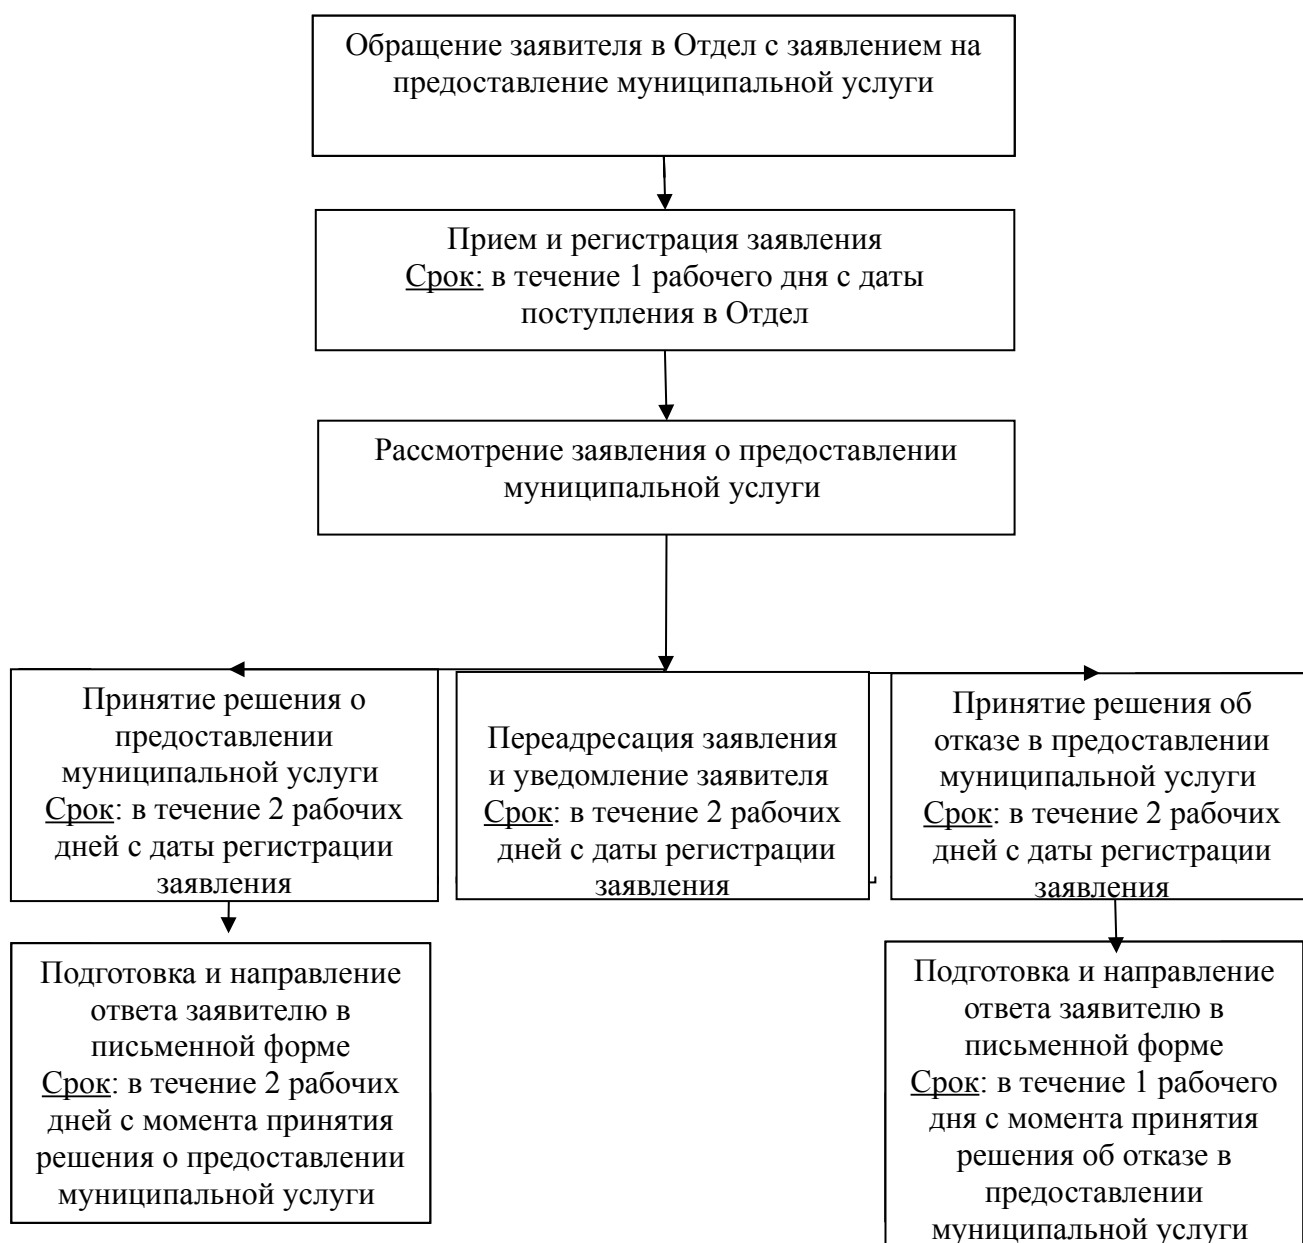 Обращение заявителя в Отдел с заявлением на
предоставление муниципальной услуги
Прием и регистрация заявления
Срок: в течение 1 рабочего дня с даты
поступления в Отдел
Рассмотрение заявления о предоставлении
муниципальной услуги
Принятие решения о
предоставлении
муниципальной услуги
Срок: в течение 2 рабочих
дней с даты регистрации
заявления
Переадресация заявления
и уведомление заявителя
Срок: в течение 2 рабочих
дней с даты регистрации
заявления
Принятие решения об
отказе в предоставлении
муниципальной услуги
Срок: в течение 2 рабочих
дней с даты регистрации
заявления
Подготовка и направление
ответа заявителю в
письменной форме
Срок: в течение 2 рабочих
дней с момента принятия
решения о предоставлении
муниципальной услуги
Подготовка и направление
ответа заявителю в
письменной форме
Срок: в течение 1 рабочего
дня с момента принятия
решения об отказе в
предоставлении
муниципальной услуги